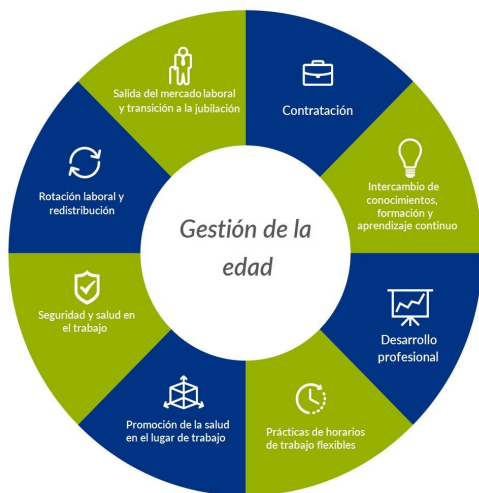 Salida del mercado laboral
y transición a la jubilación
Contratación
Intercambio de
conocimientos,
formación y
aprendizaje continuo
Desarrollo
profesional
Prácticas de horarios
de trabajo flexibles
Promoción de la salud
en el lugar de trabajo
Seguridad y salud en
el trabajo
Rotación laboral y
redistribución
Gestión de la
edad